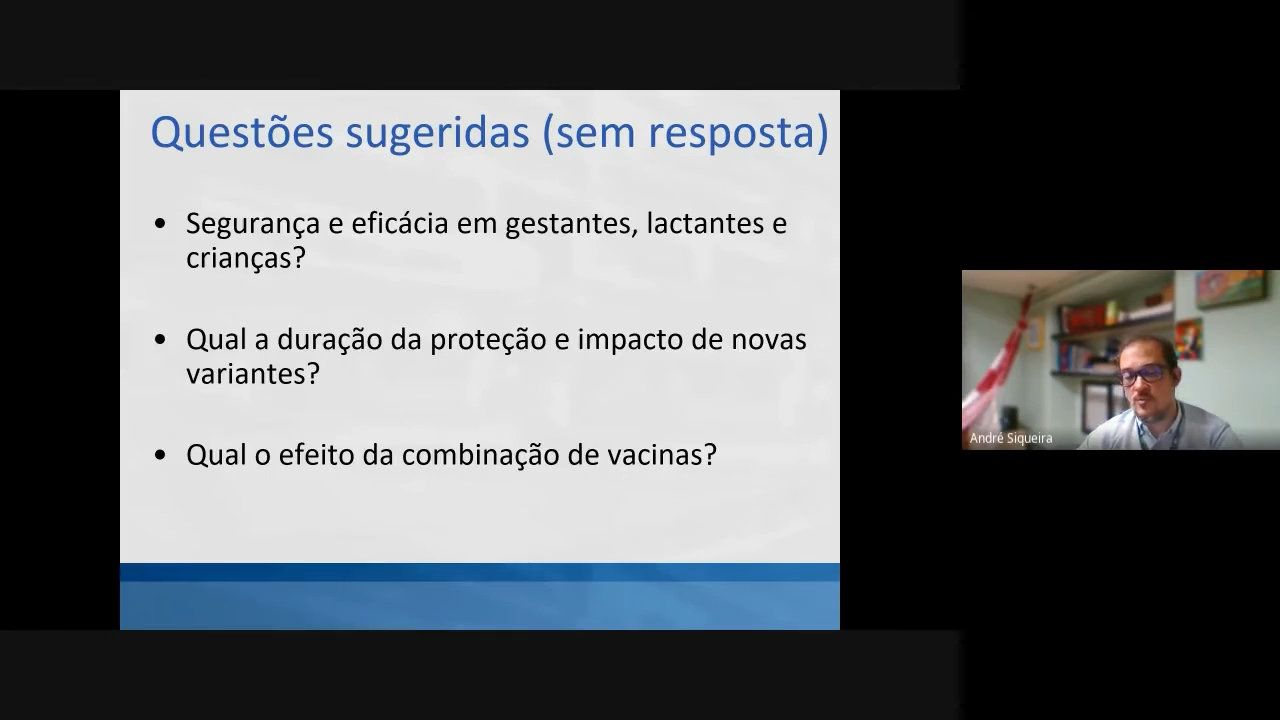 Questões sugeridas (sem resposta)
• Segurança e eficácia em gestantes, lactantes e
crianças?
• Qual a duração da proteção e impacto de novas
variantes?
• Qual o efeito da combinação de vacinas?
André Siqueira